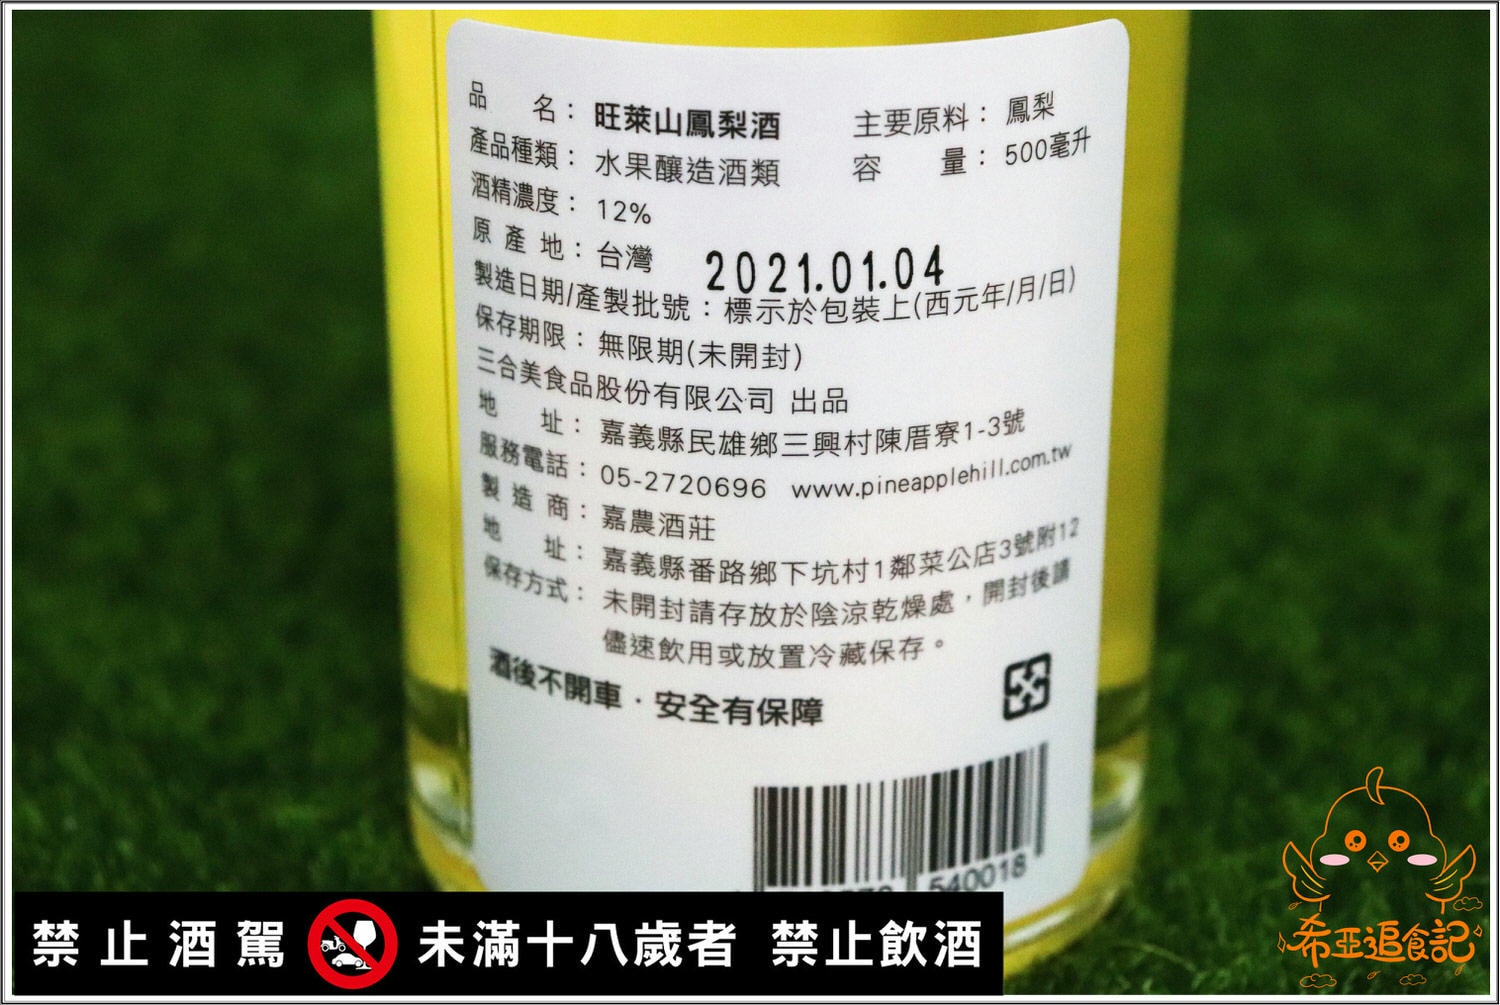 品名：旺萊山鳳梨酒 主要原料：鳳梨
產品種類：水果釀造酒類 容量：500毫升
酒精濃度：12%
原產地：台灣
2021.01.04
製造日期/產製批號：標示於包裝上(西元年/月/日)
保存期限：無限期(未開封)
三合美食品股份有限公司 出品
地址：嘉義縣民雄鄉三興村陳厝寮1-3號
服務電話：05-2720696 www.pineapplehill.com.tw
製造商：嘉農酒莊
地址：嘉義縣番路鄉下坑村1鄰菜公店3號附12
保存方式：未開封請存放於陰涼乾燥處，開封後請
儘速飲用或放置冷藏保存。
酒後不開車．安全有保障
540018
禁止酒駕 未滿十八歲者 禁止飲酒
希亞追食記